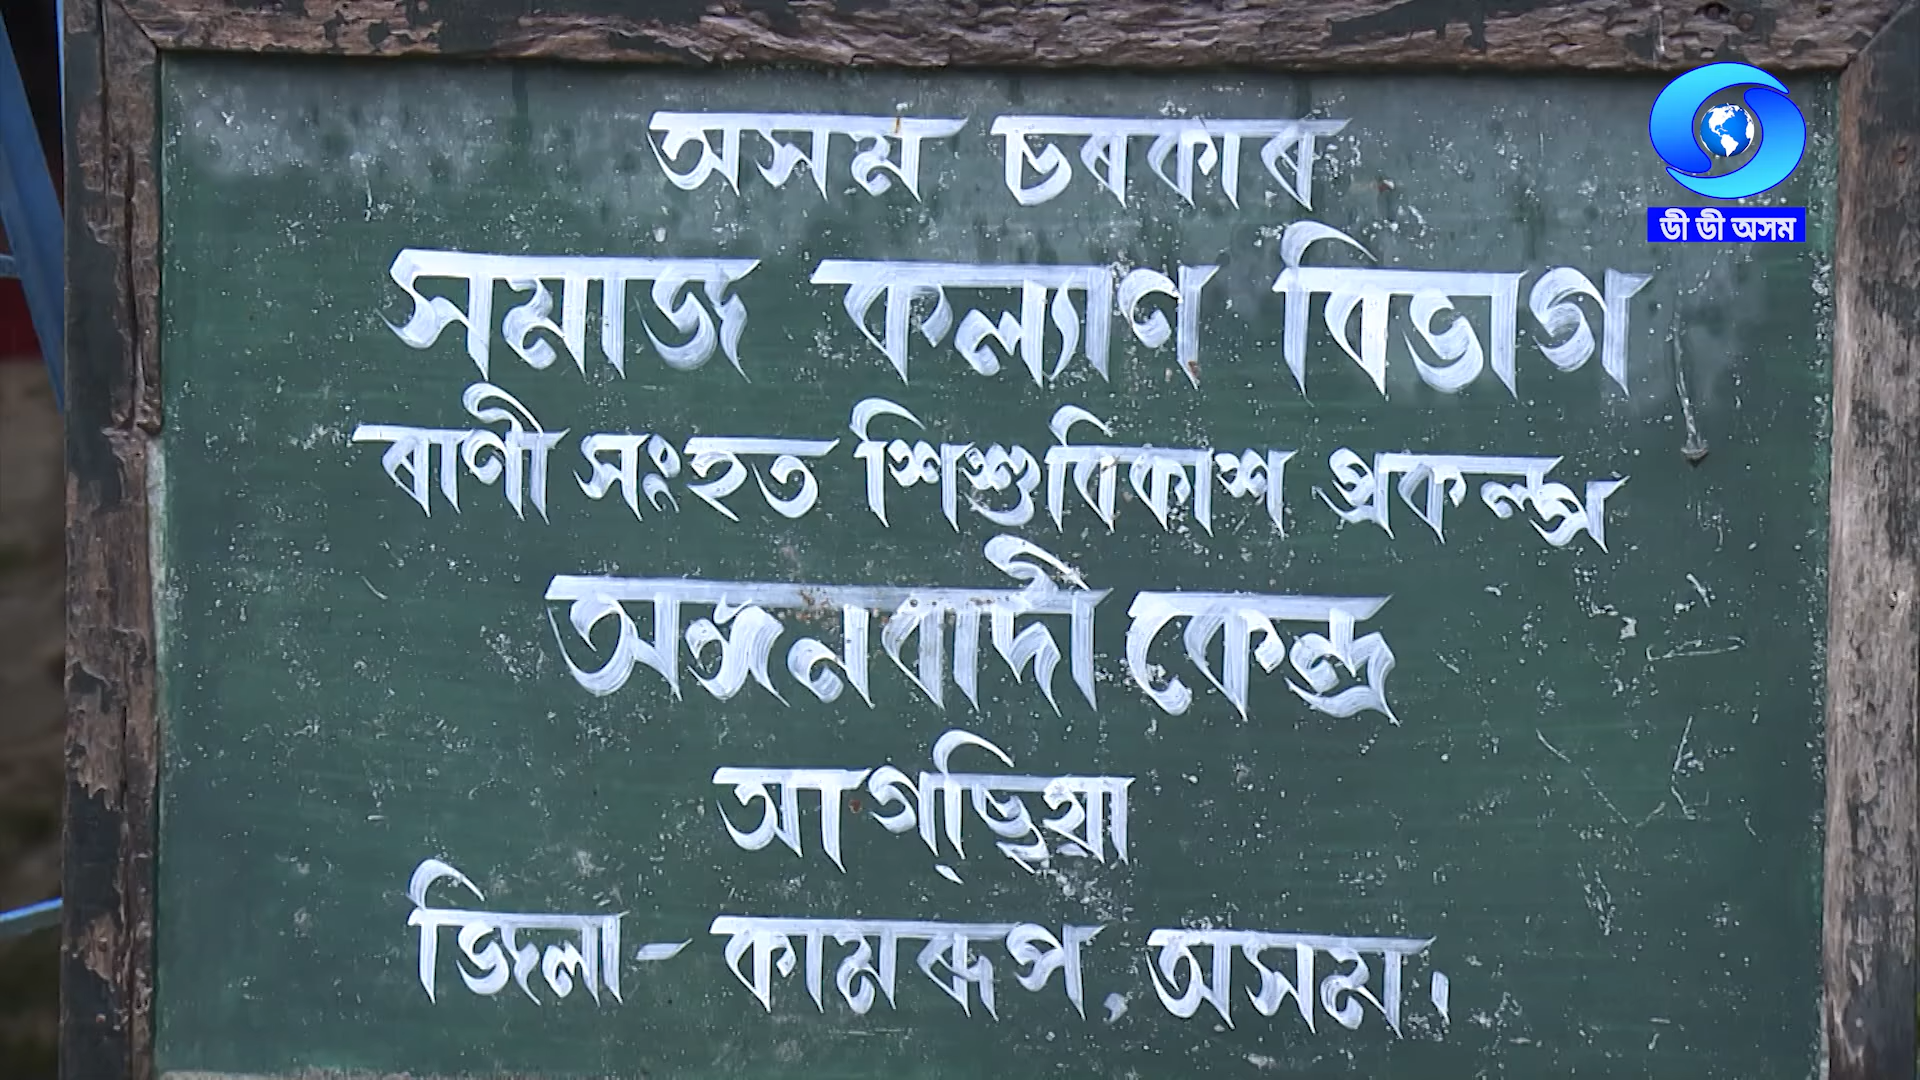 অসম চৰকাৰ
ডী ডী অসম
সমাজ কল্যাণ বিভাগ
ৰাণী সংহত শিশু বিকাশ প্ৰকল্প
অঙ্গনবাদী কেন্দ্ৰ
আগছিয়া
জিলা - কামৰূপ, অসম।